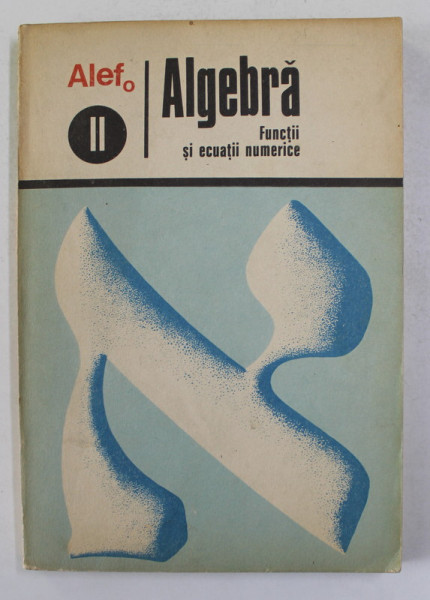 Alef₀
II
Algebră
Funcții
și ecuații numerice
א